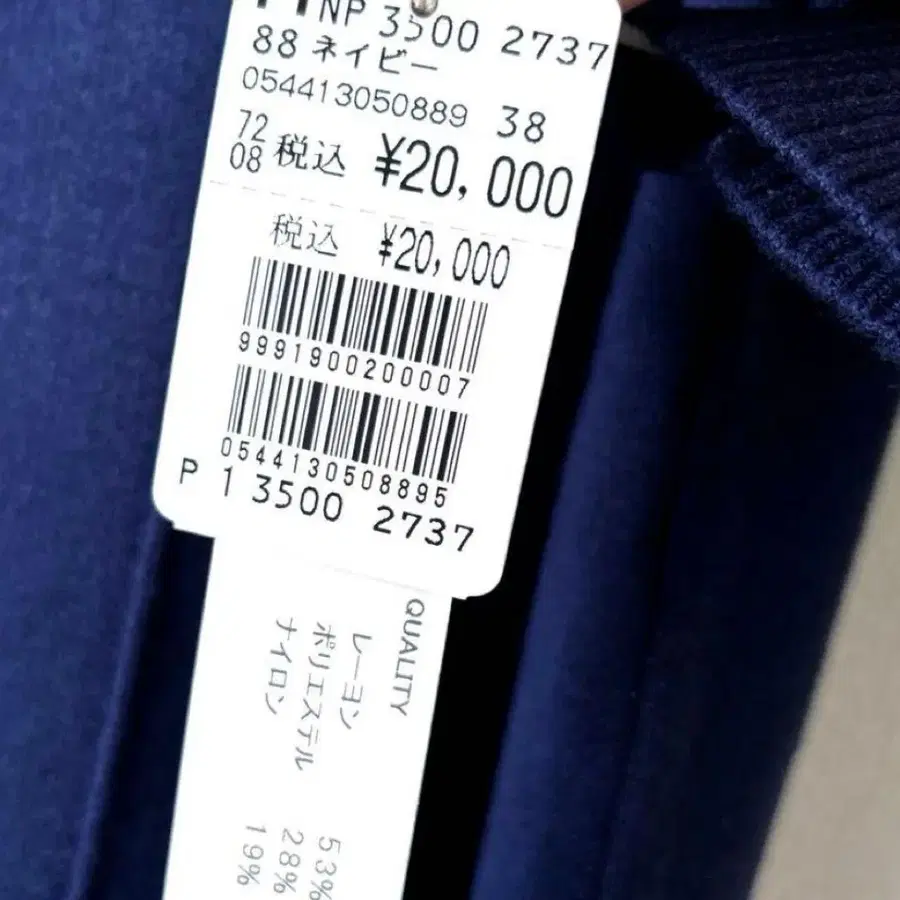 NP 3500 2737
88 ネイビー
054413050889 38
72
08 税込 ¥20,000
税込 ¥20,000
9991900200007
0544130508895
P 1 3500 2737
QUALITY
レーヨン 53%
ポリエステル 28%
ナイロン 19%